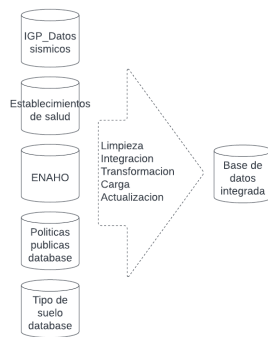 IGP_Datos
sismicos
Establecimientos
de salud
ENAHO
Politicas
publicas
database
Tipo de
suelo
database
Limpieza
Integracion
Transformacion
Carga
Actualizacion
Base de
datos
integrada